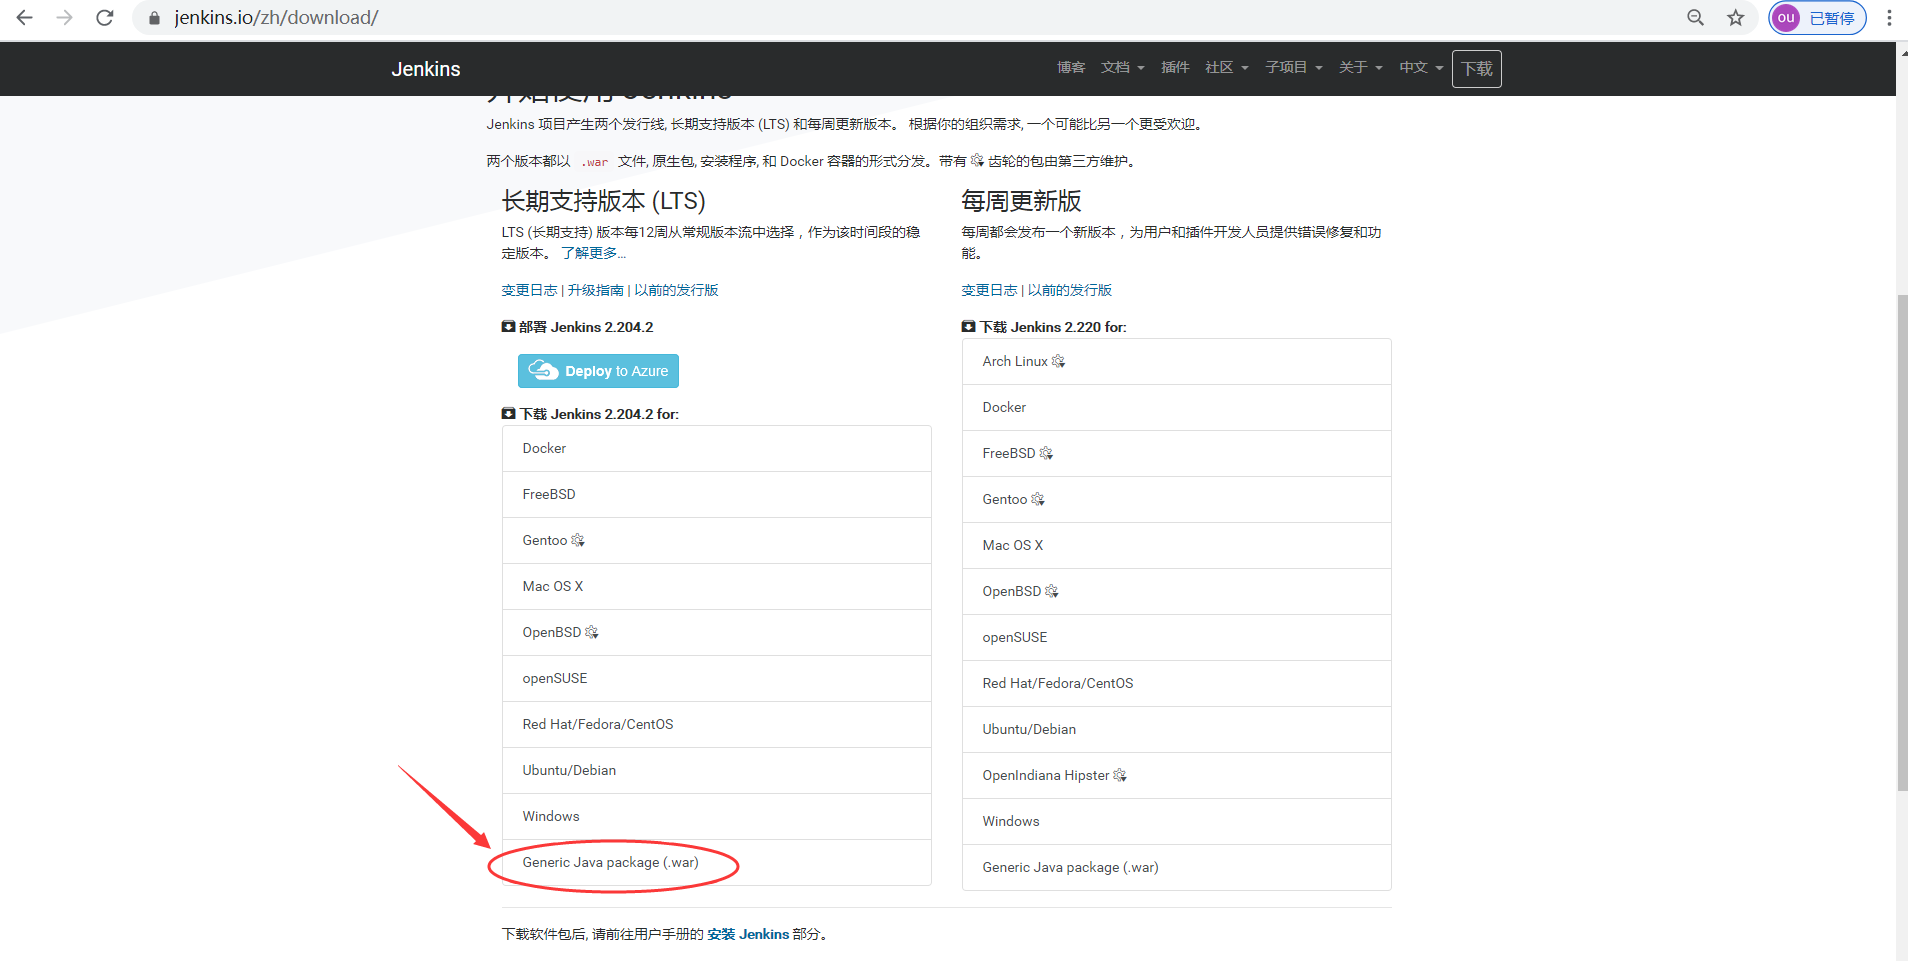 jenkins.io/zh/download/
OU 已暂停
Jenkins
博客 文档 插件 社区 子项目 关于 中文 下载
开始使用 Jenkins
Jenkins 项目产生两个发行线, 长期支持版本 (LTS) 和每周更新版本。 根据你的组织需求, 一个可能比另一个更受欢迎。
两个版本都以 .war 文件, 原生包, 安装程序, 和 Docker 容器的形式分发。带有 齿轮的包由第三方维护。
长期支持版本 (LTS)
LTS (长期支持) 版本每12周从常规版本流中选择，作为该时间段的稳
定版本。 了解更多...
变更日志 | 升级指南 | 以前的发行版
部署 Jenkins 2.204.2
Deploy to Azure
下载 Jenkins 2.204.2 for:
Docker
FreeBSD
Gentoo
Mac OS X
OpenBSD
openSUSE
Red Hat/Fedora/CentOS
Ubuntu/Debian
Windows
Generic Java package (.war)
每周更新版
每周都会发布一个新版本，为用户和插件开发人员提供错误修复和功
能。
变更日志 | 以前的发行版
下载 Jenkins 2.220 for:
Arch Linux
Docker
FreeBSD
Gentoo
Mac OS X
OpenBSD
openSUSE
Red Hat/Fedora/CentOS
Ubuntu/Debian
OpenIndiana Hipster
Windows
Generic Java package (.war)
下载软件包后, 请前往用户手册的 安装 Jenkins 部分。